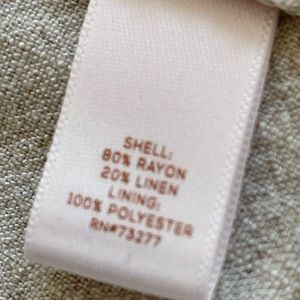 SHELL:
80% RAYON
20% LINEN
LINING:
100% POLYESTER
RN#73277